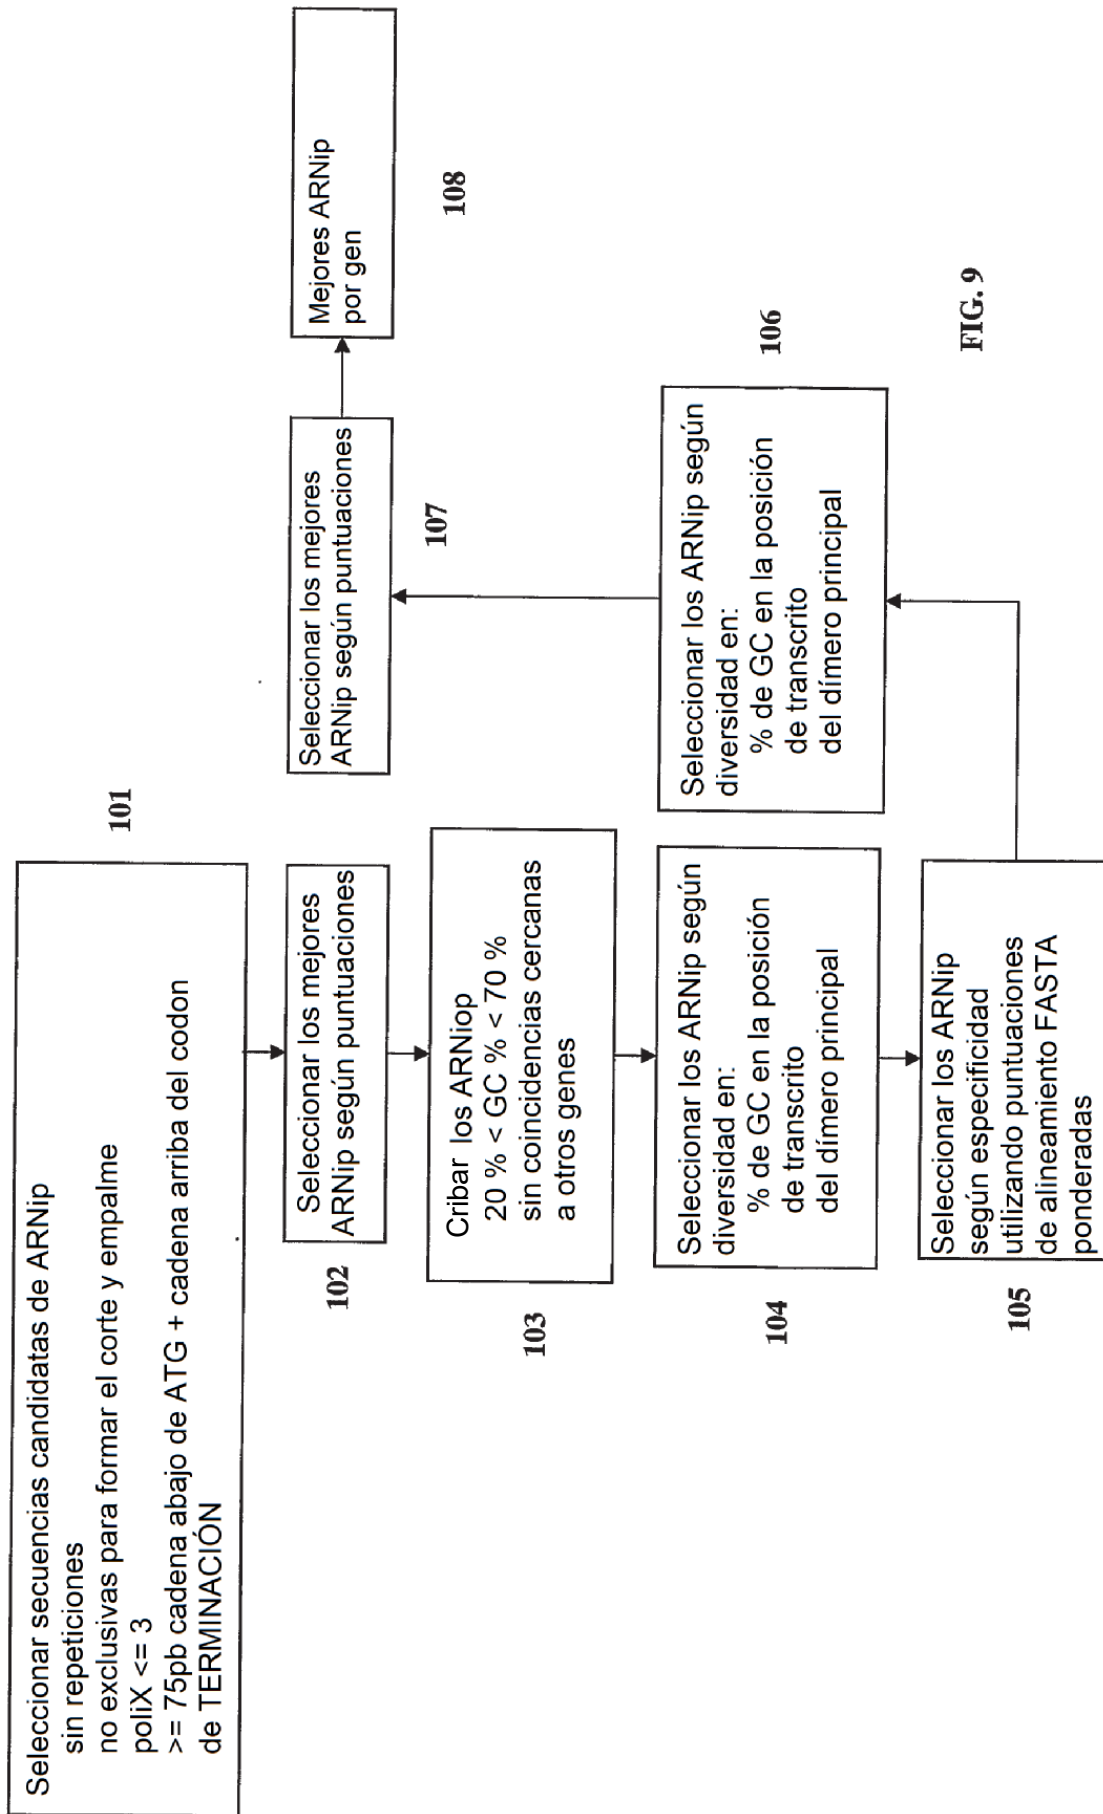 Seleccionar secuencias candidatas de ARNip
sin repeticiones
no exclusivas para formar el corte y empalme
poliX <= 3
>= 75pb cadena abajo de ATG + cadena arriba del codon
de TERMINACIÓN
101
Seleccionar los mejores
ARNip según puntuaciones
102
Cribar los ARNiop
20 % < GC % < 70 %
sin coincidencias cercanas
a otros genes
103
Seleccionar los ARNip según
diversidad en:
% de GC en la posición
de transcrito
del dímero principal
104
Seleccionar los ARNip
según especificidad
utilizando puntuaciones
de alineamiento FASTA
ponderadas
105
Seleccionar los ARNip según
diversidad en:
% de GC en la posición
de transcrito
del dímero principal
106
Seleccionar los mejores
ARNip según puntuaciones
107
Mejores ARNip
por gen
108
FIG. 9